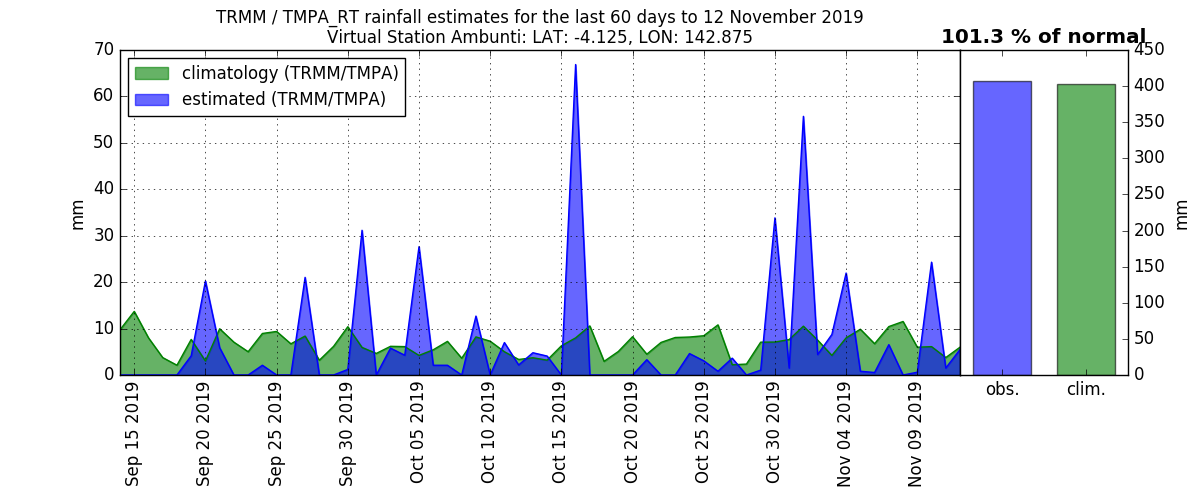 TRMM / TMPA_RT rainfall estimates for the last 60 days to 12 November 2019
Virtual Station Ambunti: LAT: -4.125, LON: 142.875
101.3 % of normal
climatology (TRMM/TMPA)
estimated (TRMM/TMPA)
mm
70
60
50
40
30
20
10
0
Sep 15 2019
Sep 20 2019
Sep 25 2019
Sep 30 2019
Oct 05 2019
Oct 10 2019
Oct 15 2019
Oct 20 2019
Oct 25 2019
Oct 30 2019
Nov 04 2019
Nov 09 2019
obs.
clim.
450
400
350
300
250
200
150
100
50
0
mm